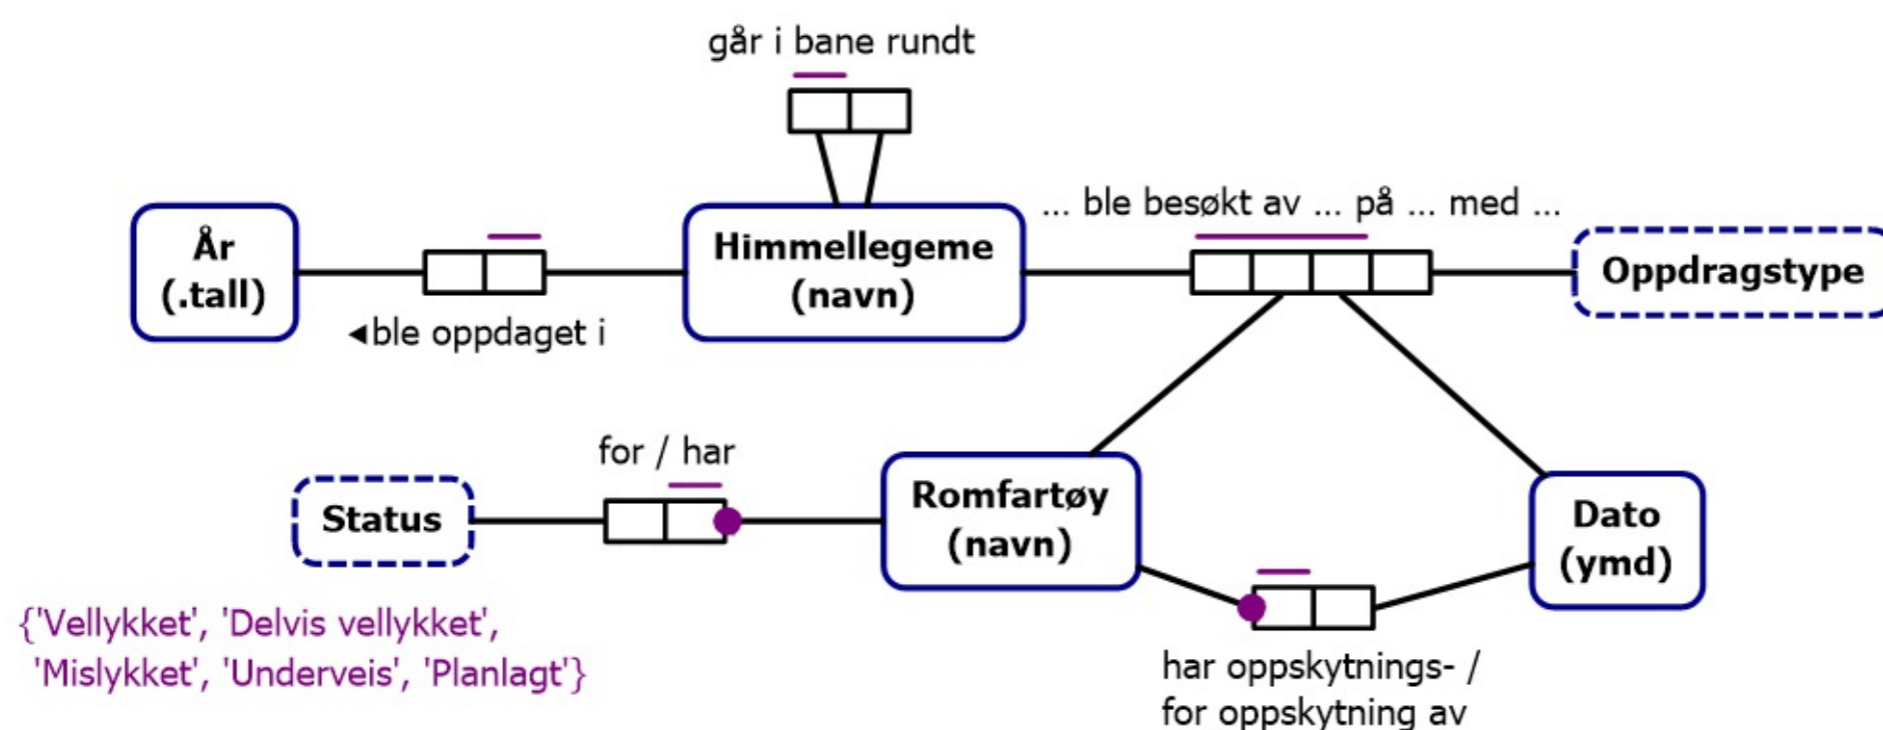 går i bane rundt
År
(.tall)
◄ble oppdaget i
Himmellegeme
(navn)
... ble besøkt av ... på ... med ...
Oppdragstype
Status
for / har
Romfartøy
(navn)
Dato
(ymd)
{'Vellykket', 'Delvis vellykket',
'Mislykket', 'Underveis', 'Planlagt'}
har oppskytnings- /
for oppskytning av